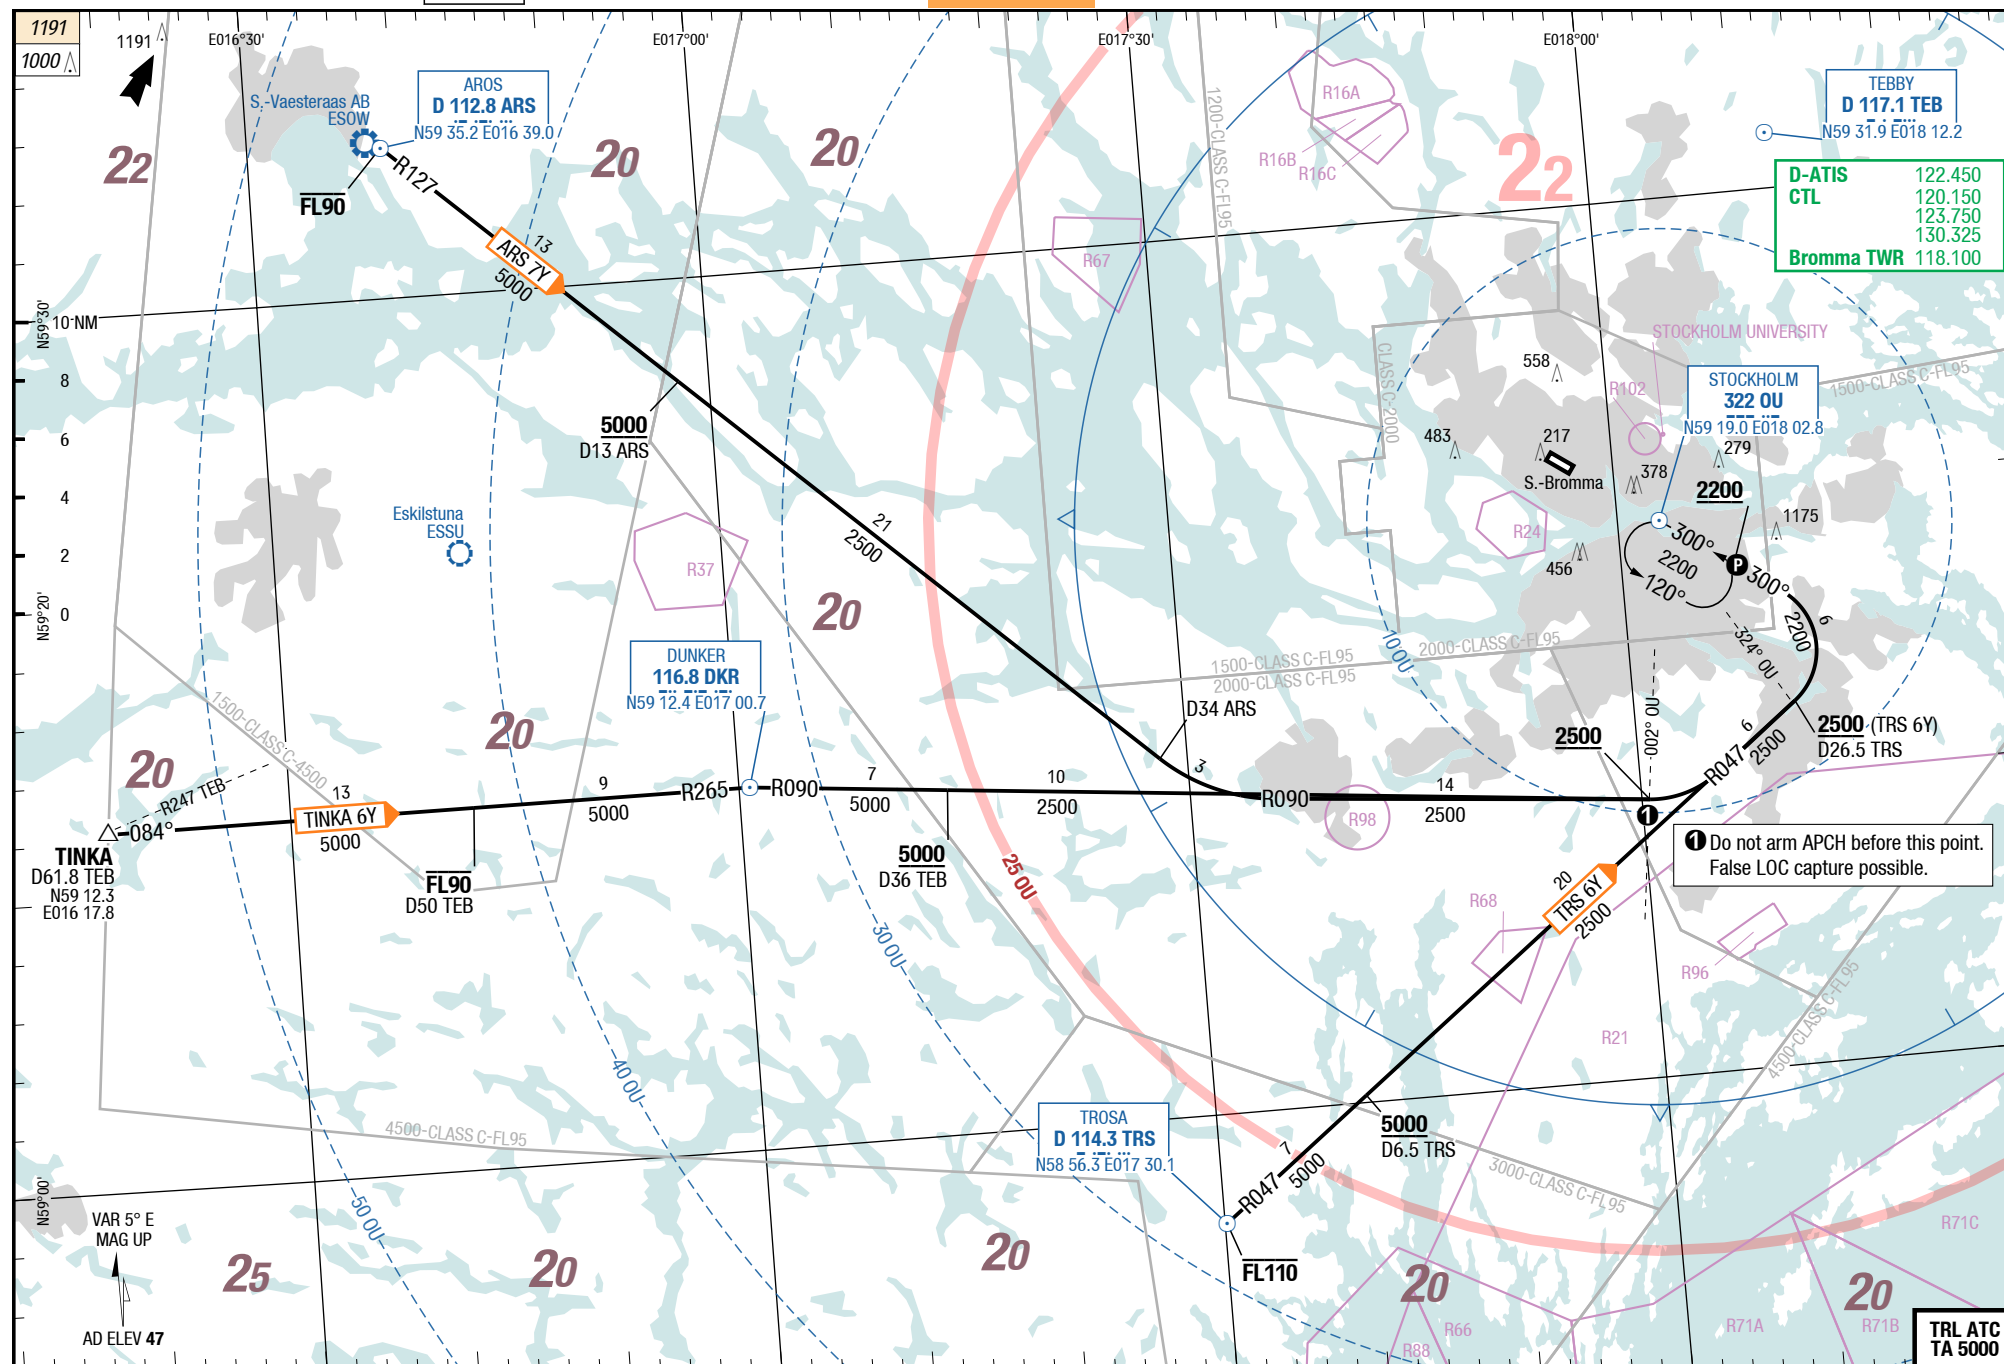 1191
1000
1191
E016°30'
E017°00'
E017°30'
E018°00'
S.-Vaesteraas AB
ESOW
AROS
D 112.8 ARS
N59 35.2 E016 39.0
TEBBY
D 117.1 TEB
N59 31.9 E018 12.2
D-ATIS 122.450
CTL 120.150
123.750
130.325
Bromma TWR 118.100
22
20
20
22
1200-CLASS C-FL95
R16A
R16B
R16C
R67
FL90
R127
13
ARS 7Y
5000
N59°30'
10 NM
8
6
4
2
0
N59°20'
5000
D13 ARS
21
2500
CLASS C-2000
STOCKHOLM UNIVERSITY
1500-CLASS C-FL95
558
R102
STOCKHOLM
322 OU
N59 19.0 E018 02.8
483
217
S.-Bromma
378
279
2200
1175
R24
456
300°
2200
120°
P
300°
6
2200
324° OU
Eskilstuna
ESSU
R37
20
DUNKER
116.8 DKR
N59 12.4 E017 00.7
1500-CLASS C-FL95
2000-CLASS C-FL95
2000-CLASS C-FL95
10 OU
D34 ARS
2500
002° OU
2500 (TRS 6Y)
D26.5 TRS
6
2500
R047
1500-CLASS C-4500
20
20
R247 TEB
084°
13
TINKA 6Y
5000
9
5000
R265
R090
7
5000
10
2500
3
R090
14
2500
R98
1
1 Do not arm APCH before this point.
False LOC capture possible.
TINKA
D61.8 TEB
N59 12.3
E016 17.8
FL90
D50 TEB
5000
D36 TEB
25 OU
30 OU
40 OU
50 OU
20
TRS 6Y
2500
R68
R96
R21
4500-CLASS C-FL95
4500-CLASS C-FL95
TROSA
D 114.3 TRS
N58 56.3 E017 30.1
5000
D6.5 TRS
3000-CLASS C-FL95
R047
7
5000
FL110
N59°00'
VAR 5° E
MAG UP
AD ELEV 47
25
20
20
20
20
R66
R88
R71A
R71B
R71C
TRL ATC
TA 5000